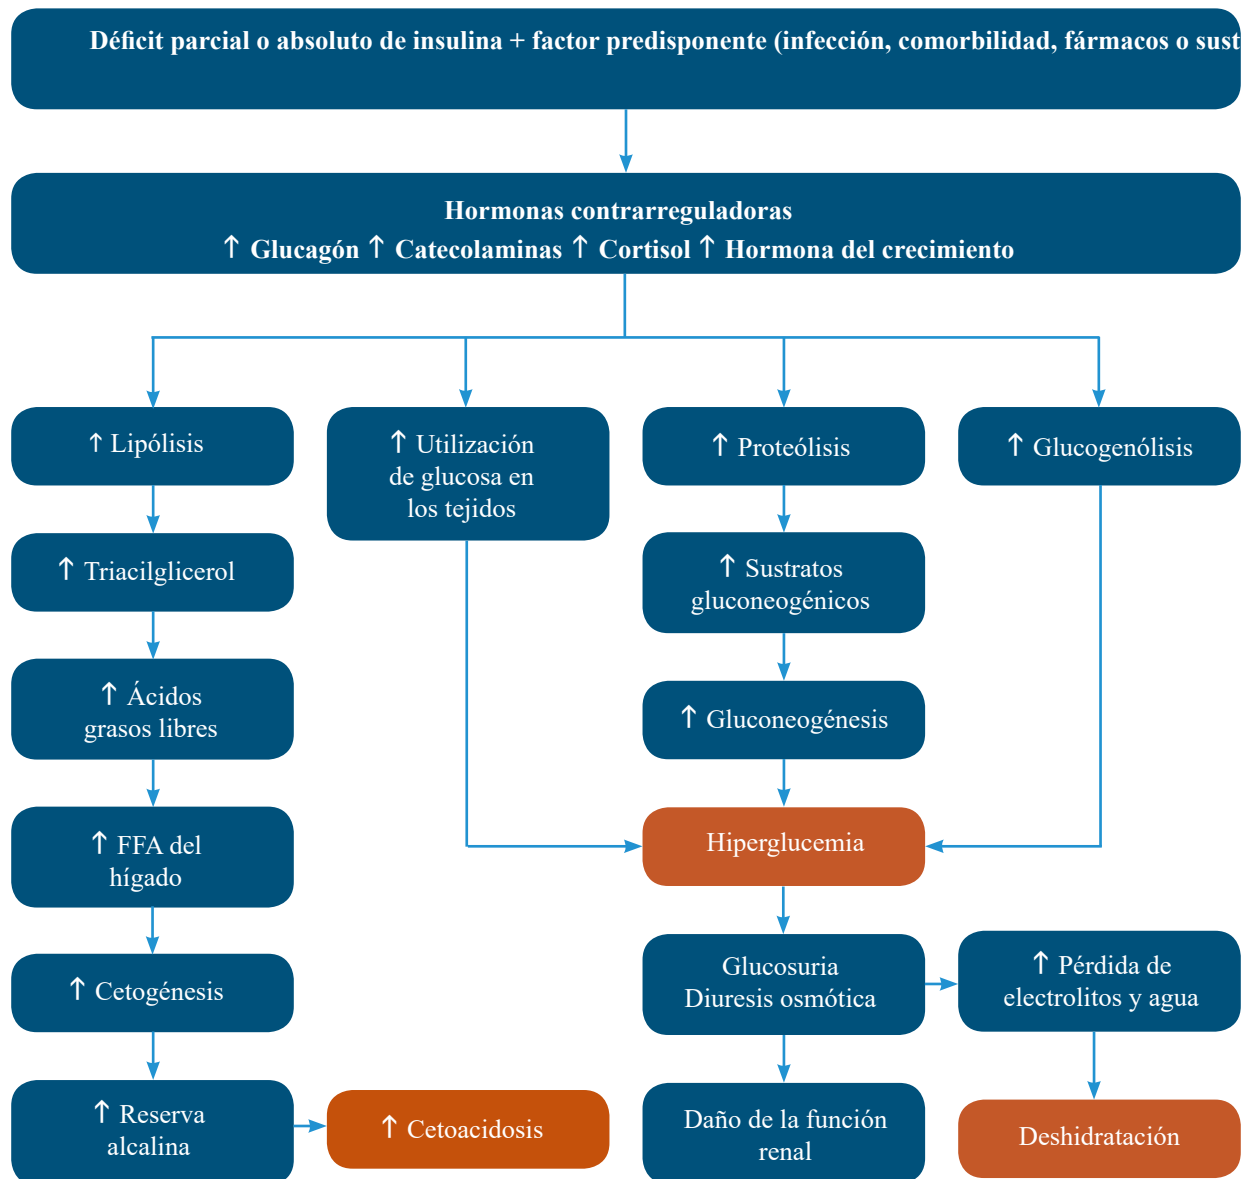 Déficit parcial o absoluto de insulina + factor predisponente (infección, comorbilidad, fármacos o sust
Hormonas contrarreguladoras
↑ Glucagón ↑ Catecolaminas ↑ Cortisol ↑ Hormona del crecimiento
↑ Lipólisis
↑ Utilización
de glucosa en
los tejidos
↑ Proteólisis
↑ Glucogenólisis
↑ Triacilglicerol
↑ Sustratos
gluconeogénicos
↑ Ácidos
grasos libres
↑ Gluconeogénesis
↑ FFA del
hígado
Hiperglucemia
↑ Cetogénesis
Glucosuria
Diuresis osmótica
↑ Pérdida de
electrolitos y agua
↑ Reserva
alcalina
↑ Cetoacidosis
Daño de la función
renal
Deshidratación